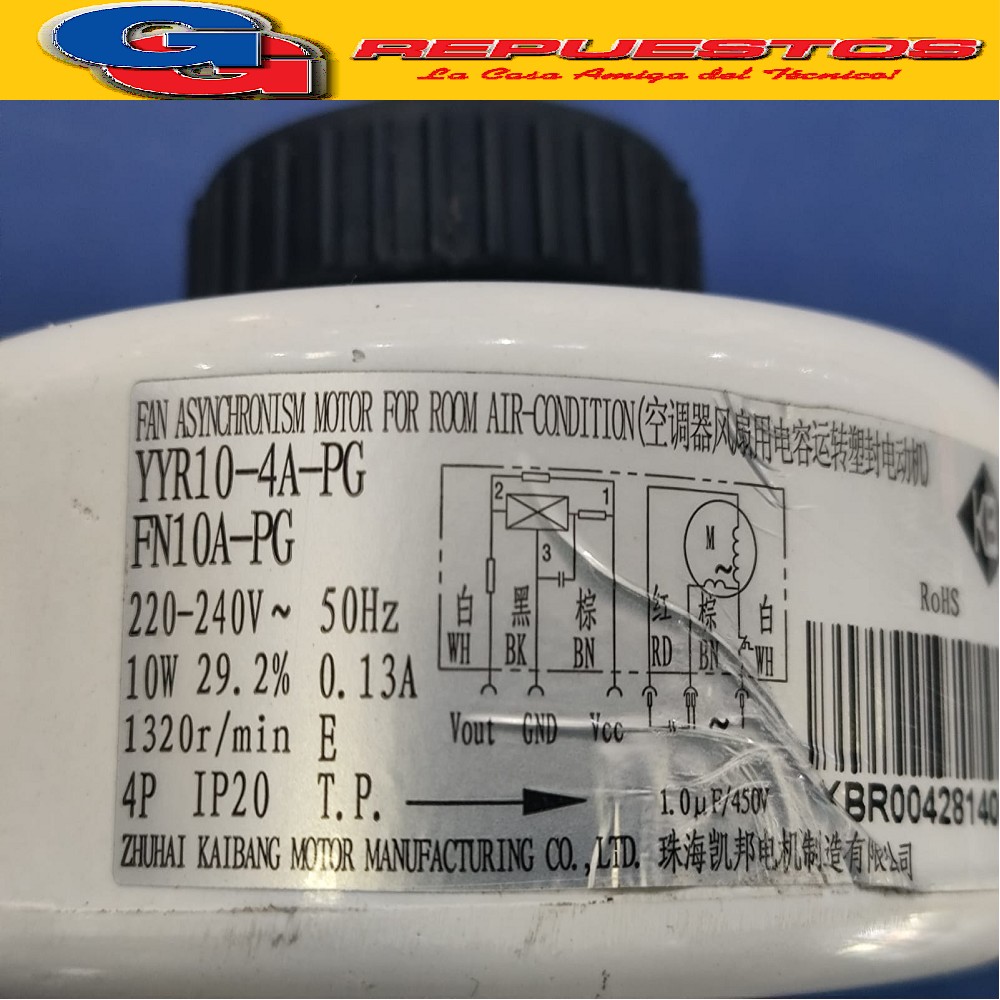 GG REPUESTOS
La Casa Amiga del Técnico!
FAN ASYNCHRONISM MOTOR FOR ROOM AIR-CONDITION(空调器风扇用电容运转塑封电动机)
YYR10-4A-PG
FN10A-PG
220-240V~ 50Hz
10W 29.2% 0.13A
1320r/min E
4P IP20 T.P.
2 1
3
M
~
白 黑 棕 红 棕 白
WH BK BN RD BN WH
Vout GND Vcc ~
1.0μF/450V
RoHS
KBR00428140
ZHUHAI KAIBANG MOTOR MANUFACTURING CO.,LTD. 珠海凯邦电机制造有限公司